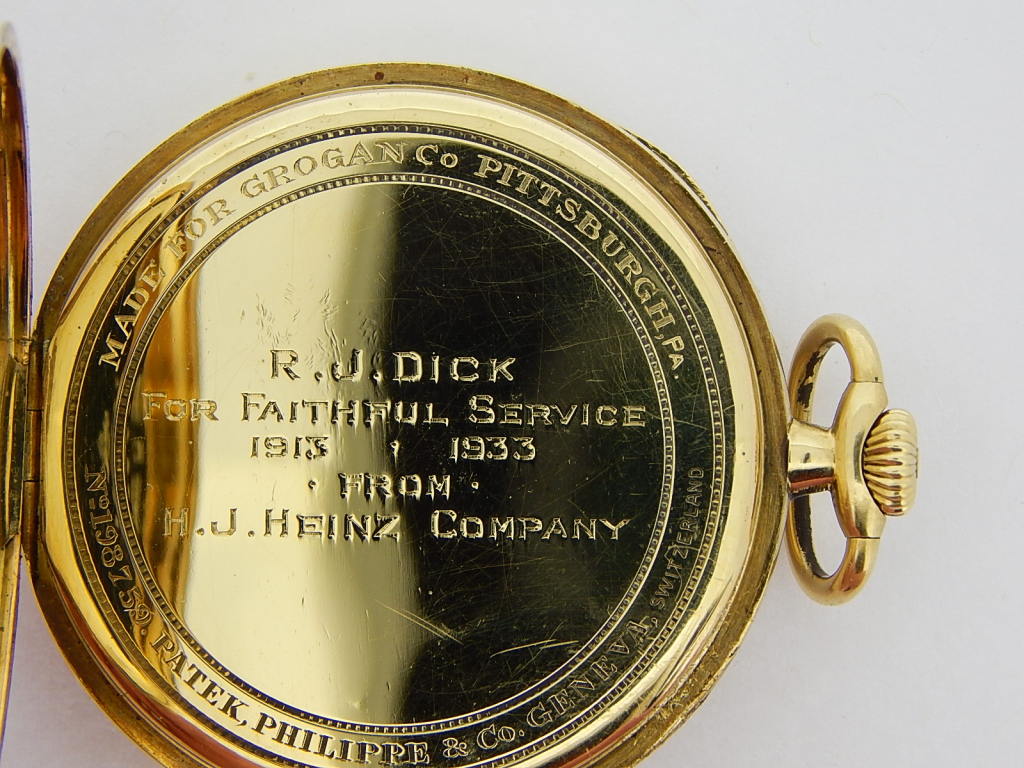 MADE FOR GROGAN Co PITTSBURGH, PA.
R.J. DICK
FOR FAITHFUL SERVICE
1913 · 1933
· FROM ·
H.J. HEINZ COMPANY
No 198759. PATEK, PHILIPPE & Co. GENEVA, SWITZERLAND